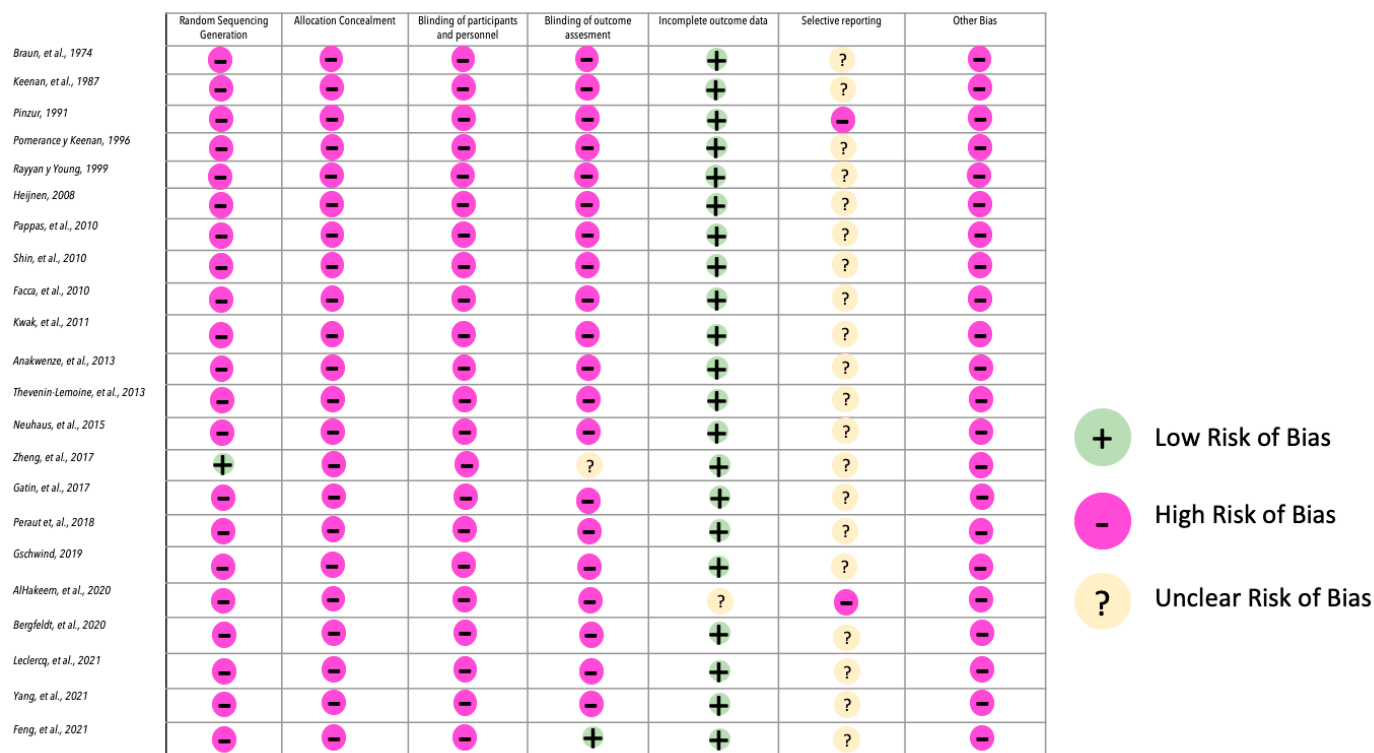 Random Sequencing Generation
Allocation Concealment
Blinding of participants and personnel
Blinding of outcome assesment
Incomplete outcome data
Selective reporting
Other Bias
Braun, et al., 1974 - - - - + ? -
Keenan, et al., 1987 - - - - + ? -
Pinzur, 1991 - - - - + - -
Pomerance y Keenan, 1996 - - - - + ? -
Rayyan y Young, 1999 - - - - + ? -
Heijnen, 2008 - - - - + ? -
Pappas, et al., 2010 - - - - + ? -
Shin, et al., 2010 - - - - + ? -
Facca, et al., 2010 - - - - + ? -
Kwak, et al., 2011 - - - - + ? -
Anakwenze, et al., 2013 - - - - + ? -
Thevenin-Lemoine, et al., 2013 - - - - + ? -
Neuhaus, et al., 2015 - - - - + ? -
Zheng, et al., 2017 + - - ? + ? -
Gatin, et al., 2017 - - - - + ? -
Peraut et, al., 2018 - - - - + ? -
Gschwind, 2019 - - - - + ? -
AlHakeem, et al., 2020 - - - - ? - -
Bergfeldt, et al., 2020 - - - - + ? -
Leclercq, et al., 2021 - - - - + ? -
Yang, et al., 2021 - - - - + ? -
Feng, et al., 2021 - - - + + ? -
+ Low Risk of Bias
- High Risk of Bias
? Unclear Risk of Bias